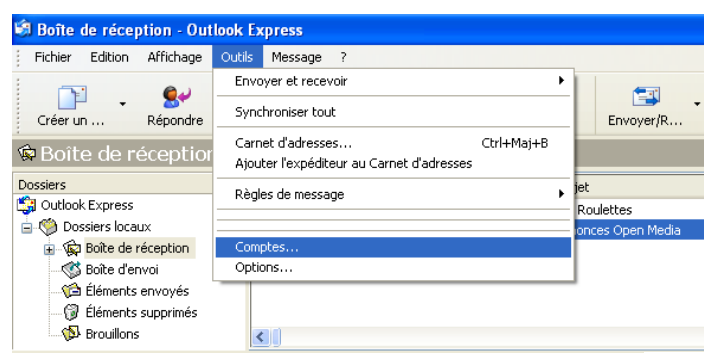 Boîte de réception - Outlook Express
Fichier Edition Affichage Outils Message ?
Créer un ... Répondre Envoyer/R...
Boîte de réception
Envoyer et recevoir
Synchroniser tout
Carnet d'adresses... Ctrl+Maj+B
Ajouter l'expéditeur au Carnet d'adresses
Règles de message
Comptes...
Options...
Dossiers
Outlook Express
Dossiers locaux
Boîte de réception
Boîte d'envoi
Éléments envoyés
Éléments supprimés
Brouillons
jet
Roulettes
onces Open Media